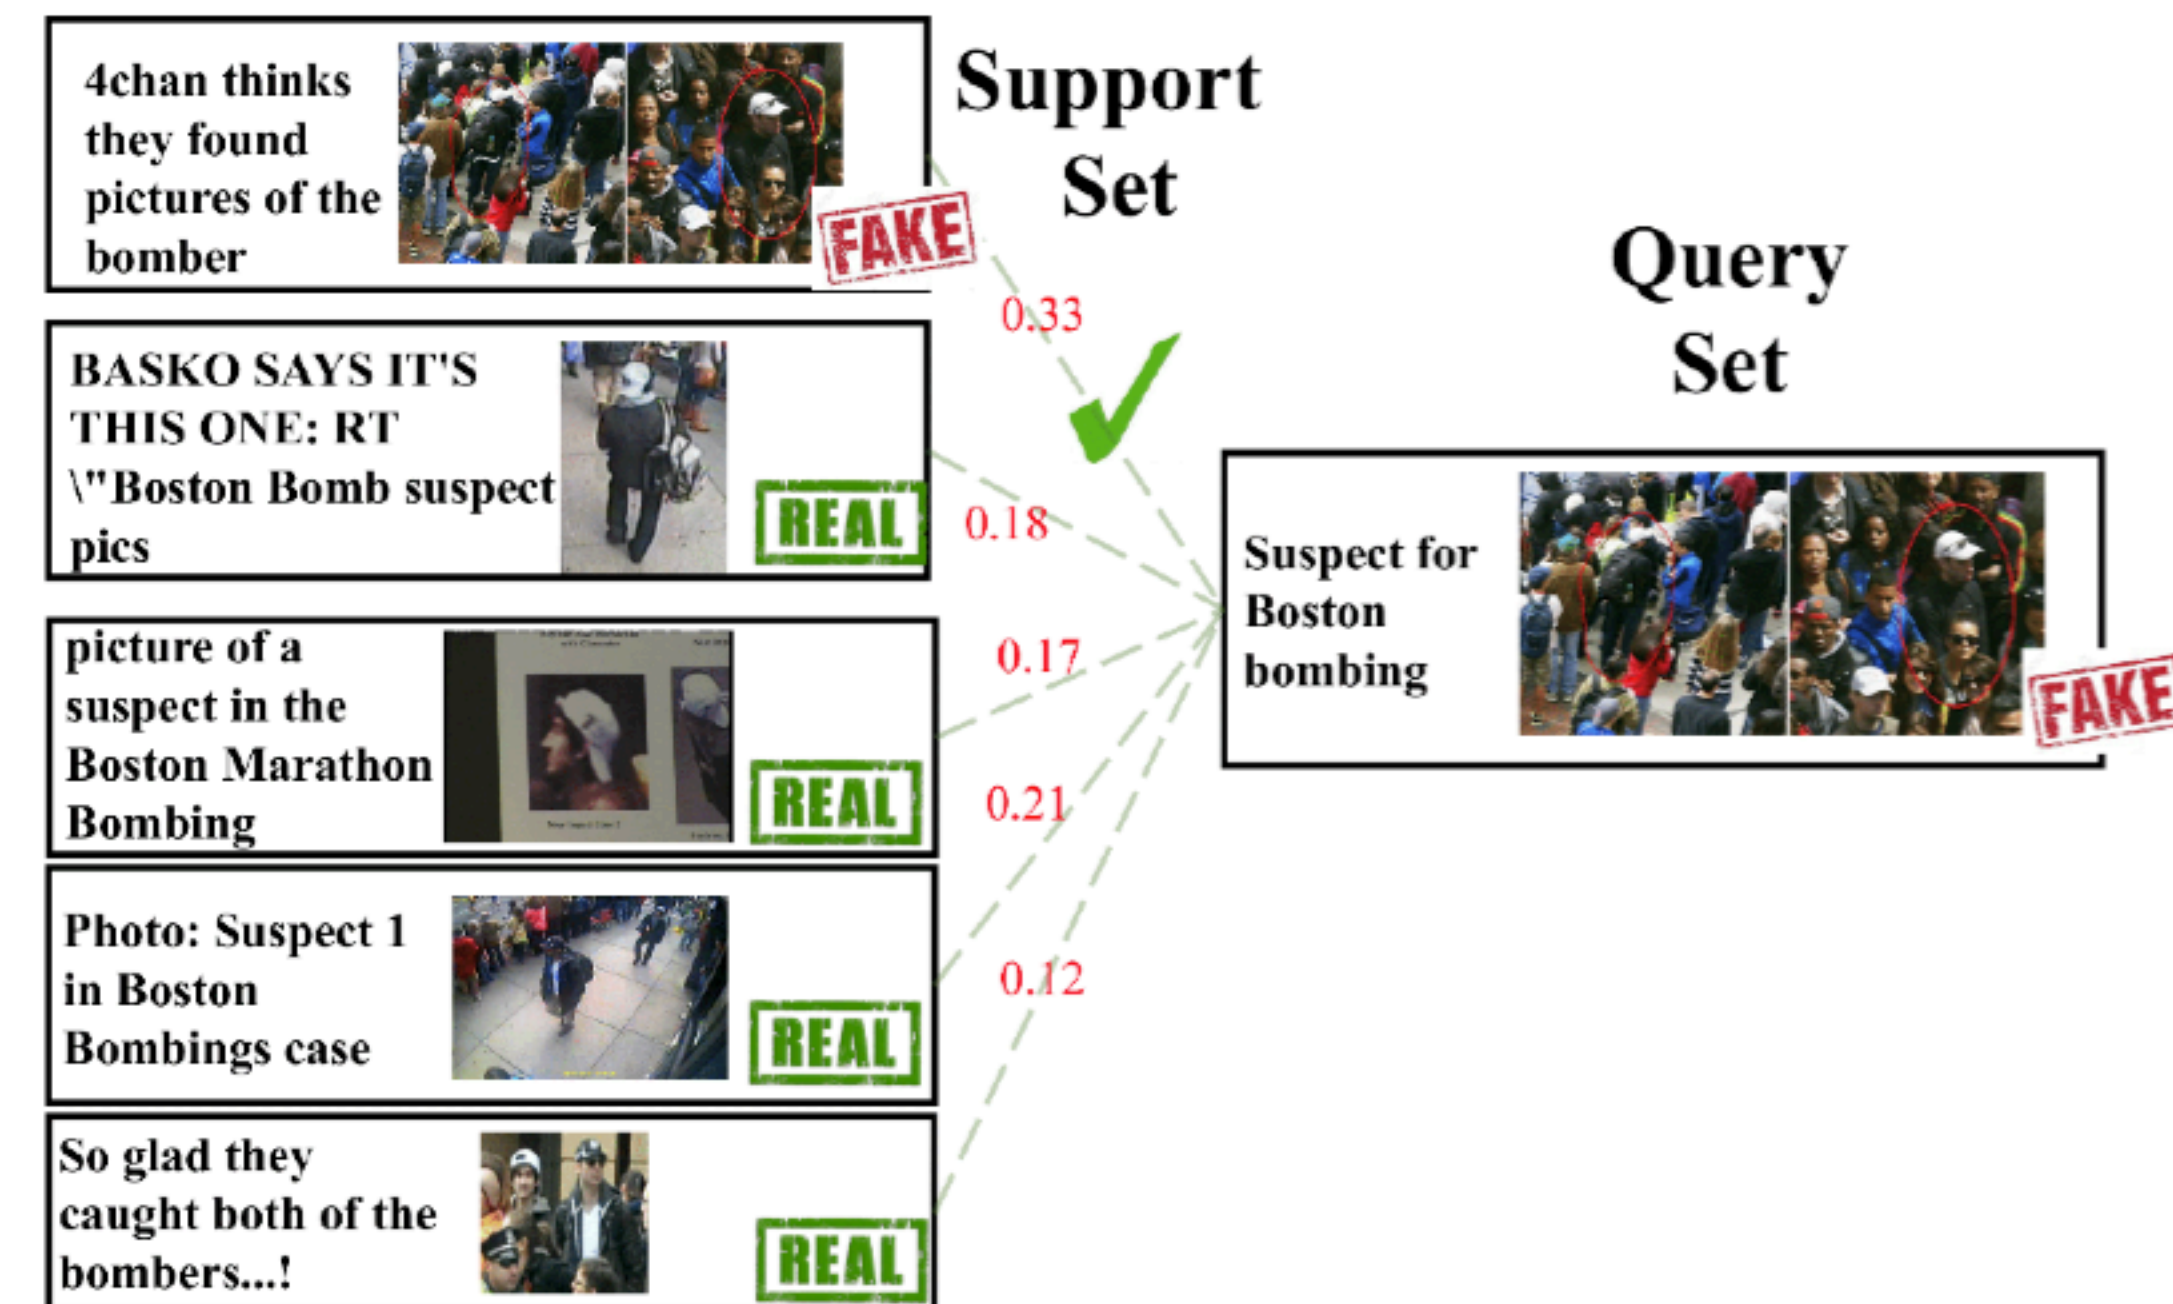 4chan thinks
they found
pictures of the
bomber
FAKE
Support
Set
0.33
BASKO SAYS IT'S
THIS ONE: RT
\"Boston Bomb suspect
pics
REAL
0.18
Query
Set
Suspect for
Boston
bombing
FAKE
picture of a
suspect in the
Boston Marathon
Bombing
REAL
0.17
Photo: Suspect 1
in Boston
Bombings case
REAL
0.21
So glad they
caught both of the
bombers...!
REAL
0.12